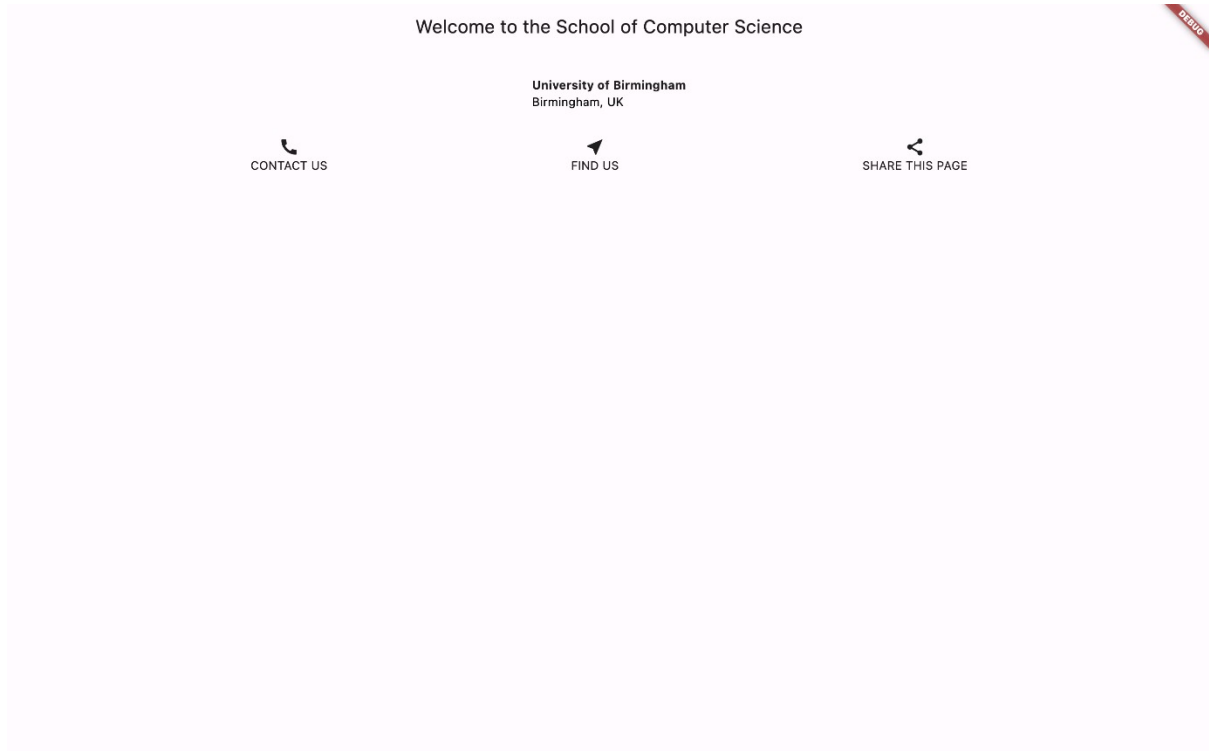 Welcome to the School of Computer Science
DEBUG
University of Birmingham
Birmingham, UK
CONTACT US
FIND US
SHARE THIS PAGE